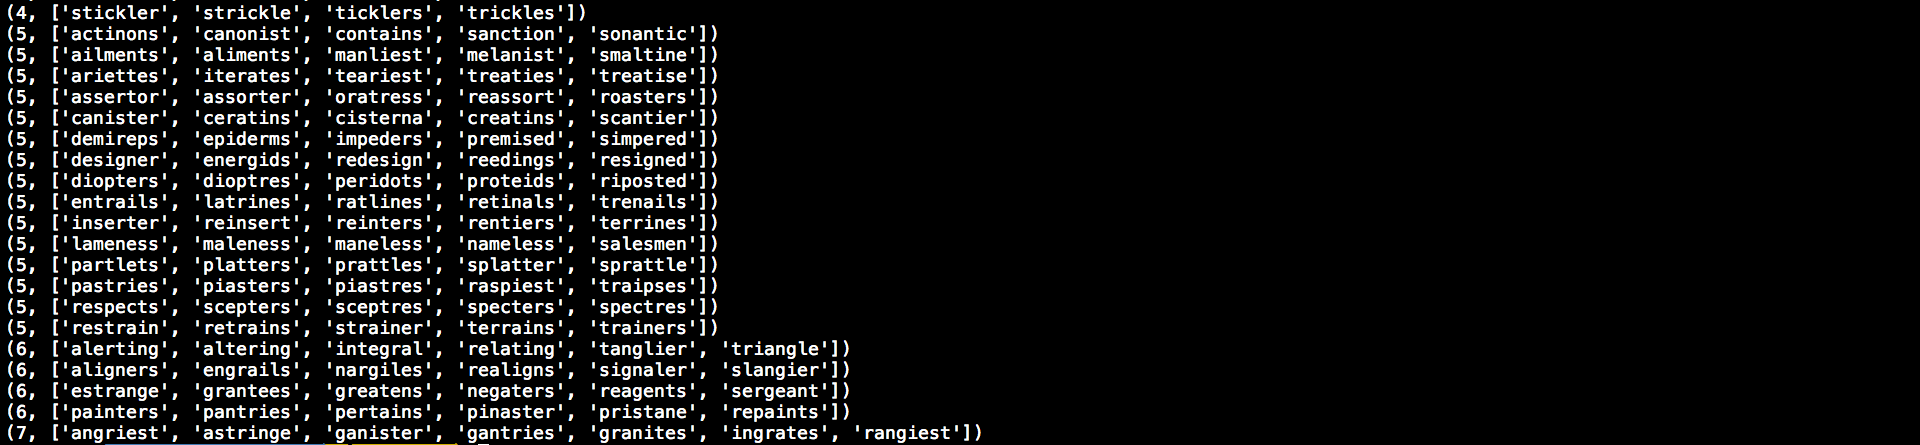 (4, ['stickler', 'strickle', 'ticklers', 'trickles'])
(5, ['actinons', 'canonist', 'contains', 'sanction', 'sonantic'])
(5, ['ailments', 'aliments', 'manliest', 'melanist', 'smaltine'])
(5, ['ariettes', 'iterates', 'teariest', 'treaties', 'treatise'])
(5, ['assertor', 'assorter', 'oratress', 'reassort', 'roasters'])
(5, ['canister', 'ceratins', 'cisterna', 'creatins', 'scantier'])
(5, ['demireps', 'epiderms', 'impeders', 'premised', 'simpered'])
(5, ['designer', 'energids', 'redesign', 'reedings', 'resigned'])
(5, ['diopters', 'dioptres', 'peridots', 'proteids', 'riposted'])
(5, ['entrails', 'latrines', 'ratlines', 'retinals', 'trenails'])
(5, ['inserter', 'reinsert', 'reinters', 'rentiers', 'terrines'])
(5, ['lameness', 'maleness', 'maneless', 'nameless', 'salesmen'])
(5, ['partlets', 'platters', 'prattles', 'splatter', 'sprattle'])
(5, ['pastries', 'piasters', 'piastres', 'raspiest', 'traipses'])
(5, ['respects', 'scepters', 'sceptres', 'specters', 'spectres'])
(5, ['restrain', 'retrains', 'strainer', 'terrains', 'trainers'])
(6, ['alerting', 'altering', 'integral', 'relating', 'tanglier', 'triangle'])
(6, ['aligners', 'engrails', 'nargiles', 'realigns', 'signaler', 'slangier'])
(6, ['estrange', 'grantees', 'greatens', 'negaters', 'reagents', 'sergeant'])
(6, ['painters', 'pantries', 'pertains', 'pinaster', 'pristane', 'repaints'])
(7, ['angriest', 'astringe', 'ganister', 'gantries', 'granites', 'ingrates', 'rangiest'])